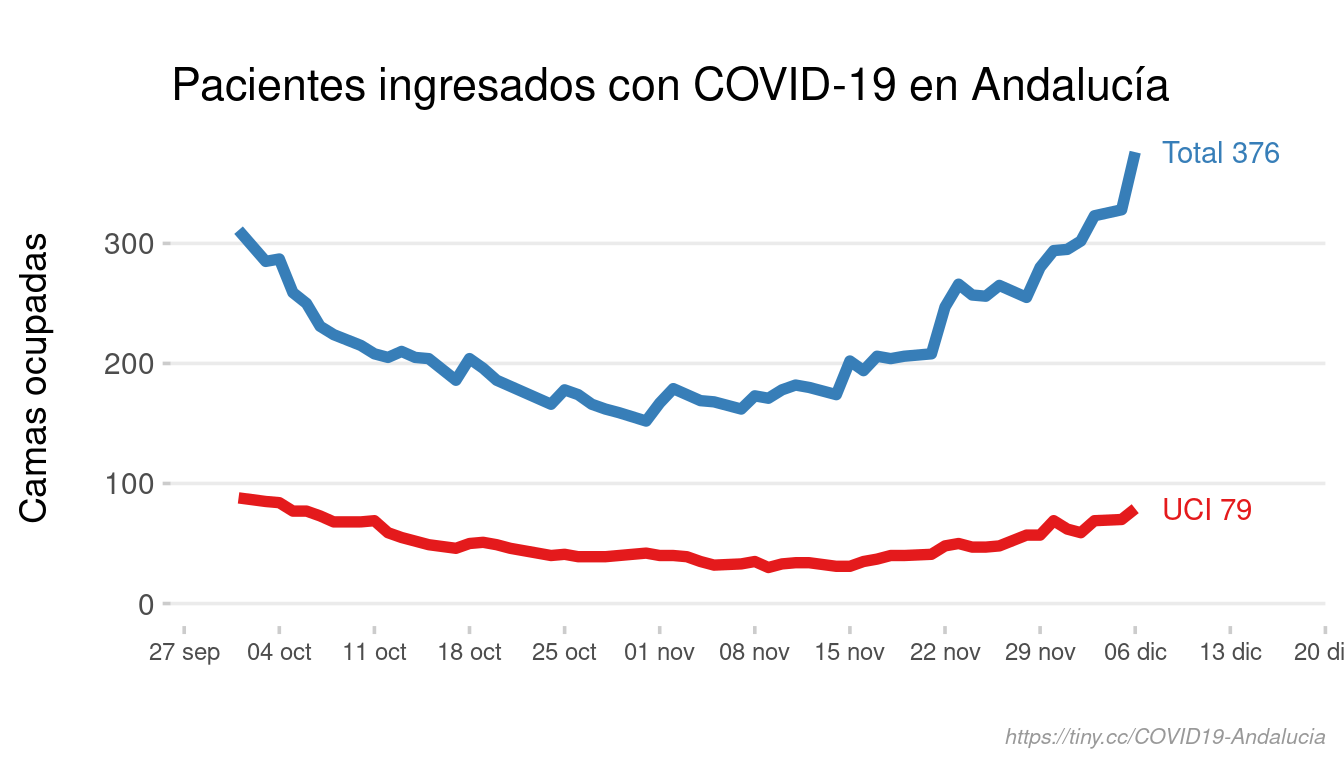 Pacientes ingresados con COVID-19 en Andalucía
Total 376
300
200
100
0
Camas ocupadas
UCI 79
27 sep 04 oct 11 oct 18 oct 25 oct 01 nov 08 nov 15 nov 22 nov 29 nov 06 dic 13 dic 20 di
https://tiny.cc/COVID19-Andalucia